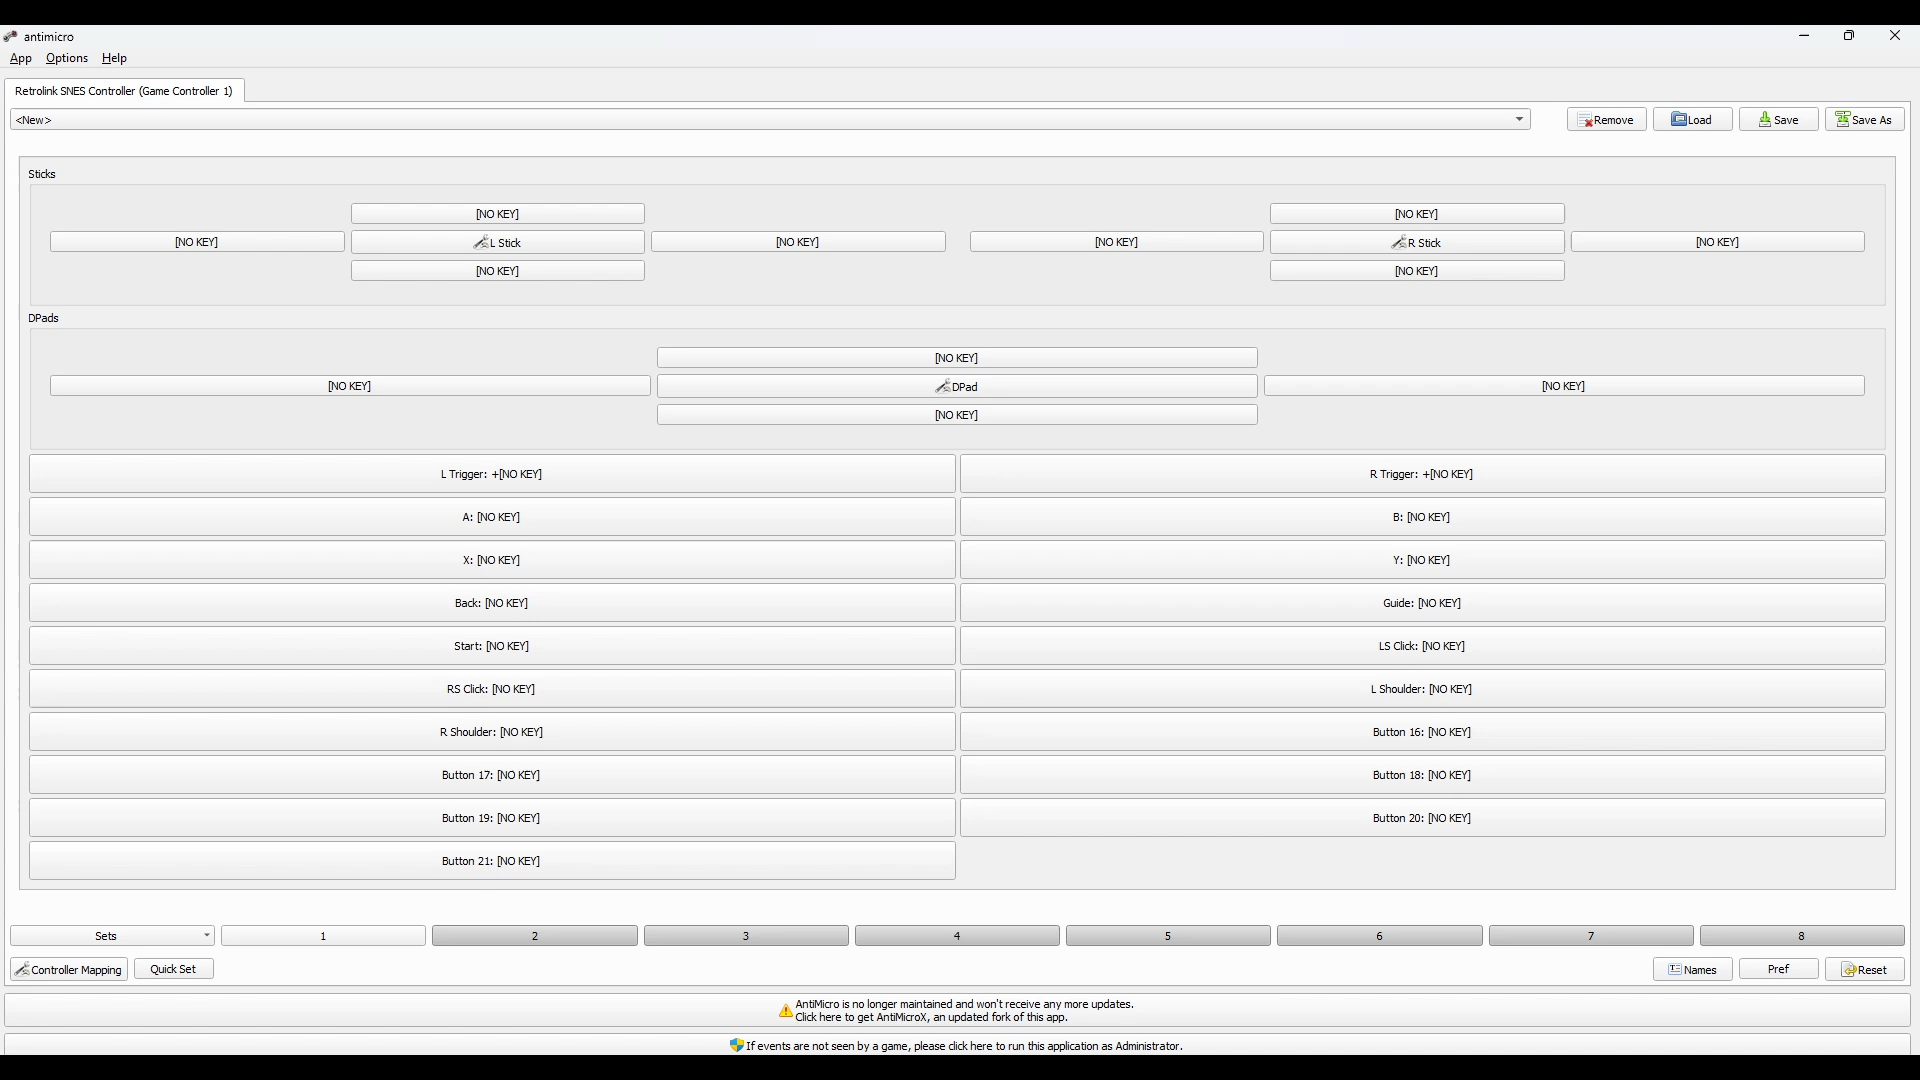 antimicro
App Options Help
Retrolink SNES Controller (Game Controller 1)
<New> Remove Load Save Save As
Sticks
[NO KEY] [NO KEY]
[NO KEY] L Stick [NO KEY] [NO KEY] R Stick [NO KEY]
[NO KEY] [NO KEY]
DPads
[NO KEY]
[NO KEY] DPad [NO KEY]
[NO KEY]
L Trigger: +[NO KEY] R Trigger: +[NO KEY]
A: [NO KEY] B: [NO KEY]
X: [NO KEY] Y: [NO KEY]
Back: [NO KEY] Guide: [NO KEY]
Start: [NO KEY] LS Click: [NO KEY]
RS Click: [NO KEY] L Shoulder: [NO KEY]
R Shoulder: [NO KEY] Button 16: [NO KEY]
Button 17: [NO KEY] Button 18: [NO KEY]
Button 19: [NO KEY] Button 20: [NO KEY]
Button 21: [NO KEY]
Sets 1 2 3 4 5 6 7 8
Controller Mapping Quick Set Names Pref Reset
AntiMicro is no longer maintained and won't receive any more updates.
Click here to get AntiMicroX, an updated fork of this app.
If events are not seen by a game, please click here to run this application as Administrator.